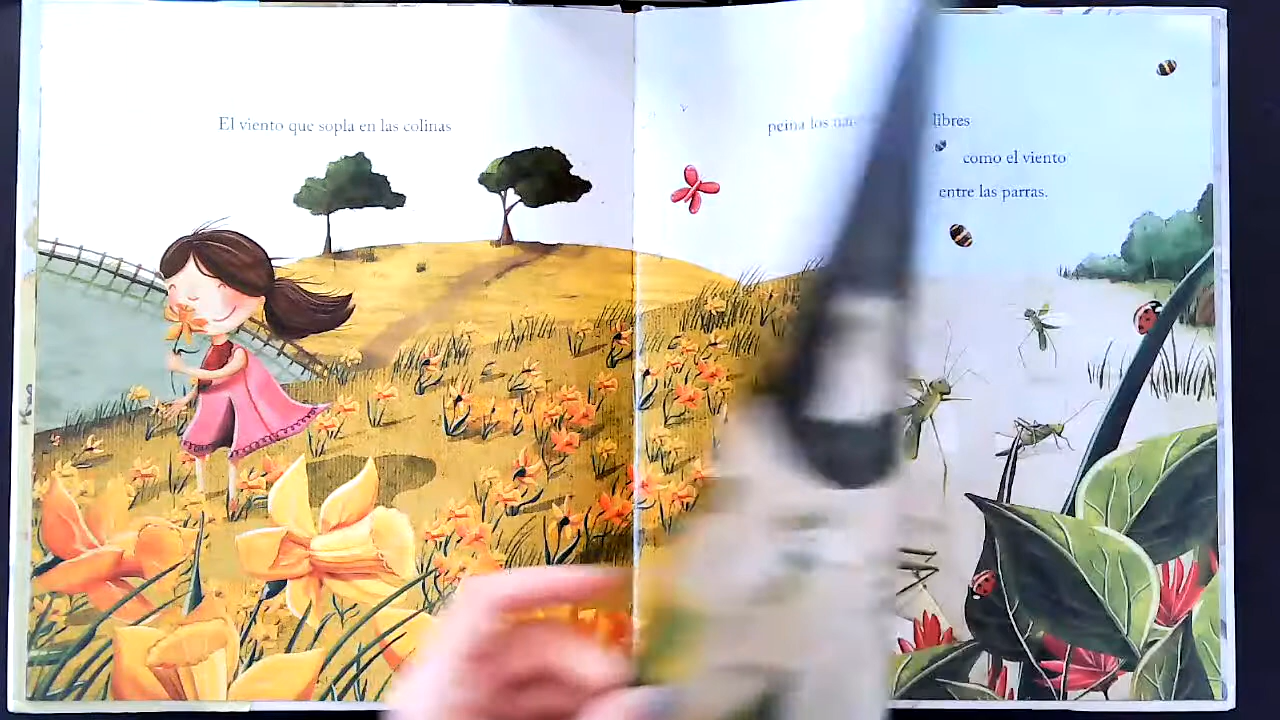 El viento que sopla en las colinas
peina los
libres
como el viento
entre las parras.